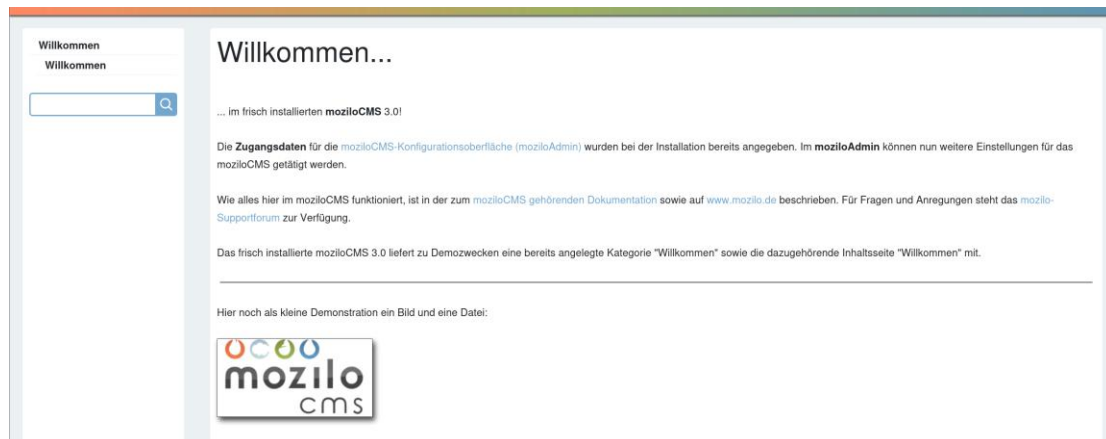 Willkommen
Willkommen
Willkommen...
... im frisch installierten moziloCMS 3.0!
Die Zugangsdaten für die moziloCMS-Konfigurationsoberfläche (moziloAdmin) wurden bei der Installation bereits angegeben. Im moziloAdmin können nun weitere Einstellungen für das
moziloCMS getätigt werden.
Wie alles hier im moziloCMS funktioniert, ist in der zum moziloCMS gehörenden Dokumentation sowie auf www.mozilo.de beschrieben. Für Fragen und Anregungen steht das mozilo-
Supportforum zur Verfügung.
Das frisch installierte moziloCMS 3.0 liefert zu Demozwecken eine bereits angelegte Kategorie "Willkommen" sowie die dazugehörende Inhaltsseite "Willkommen" mit.
Hier noch als kleine Demonstration ein Bild und eine Datei:
mozilo
cms